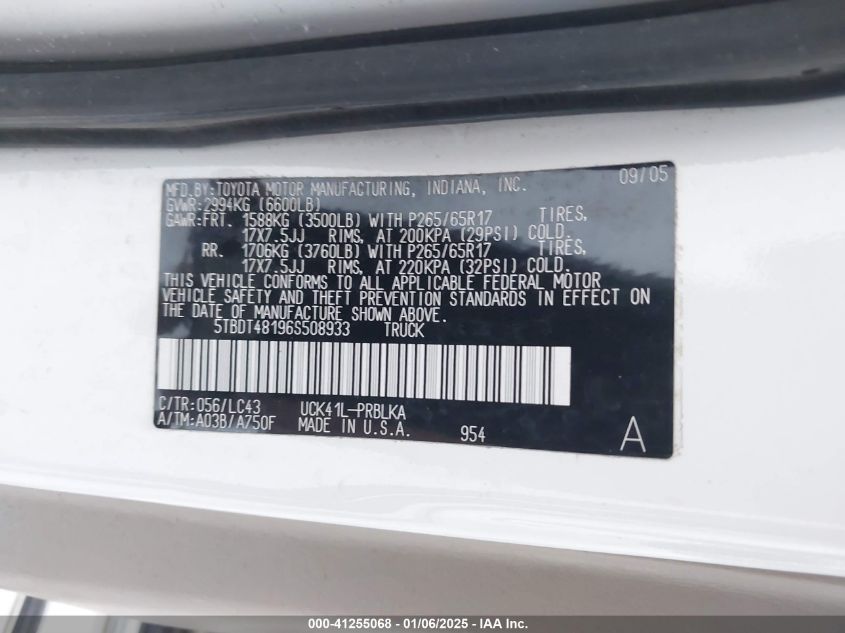 MFD.BY:TOYOTA MOTOR MANUFACTURING, INDIANA, INC. 09/05
GVWR:2994KG (6600LB)
GAWR:FRT. 1588KG (3500LB) WITH P265/65R17 TIRES,
17X7.5JJ RIMS, AT 200KPA (29PSI) COLD.
RR. 1706KG (3760LB) WITH P265/65R17 TIRES,
17X7.5JJ RIMS, AT 220KPA (32PSI) COLD.
THIS VEHICLE CONFORMS TO ALL APPLICABLE FEDERAL MOTOR
VEHICLE SAFETY AND THEFT PREVENTION STANDARDS IN EFFECT ON
THE DATE OF MANUFACTURE SHOWN ABOVE.
5TBDT48196S508933 TRUCK
C/TR:056/LC43 UCK41L-PRBLKA
A/TM:A03B/A750F MADE IN U.S.A. 954 A
000-41255068 - 01/06/2025 - IAA Inc.